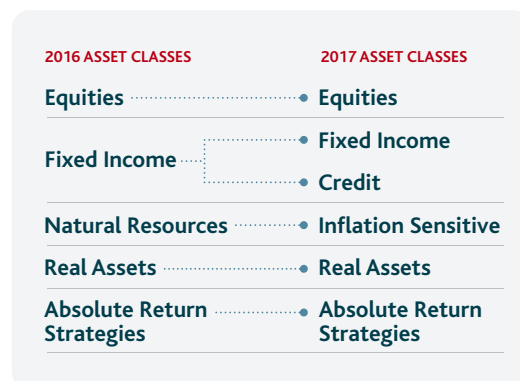 2016 ASSET CLASSES
2017 ASSET CLASSES
Equities
Equities
Fixed Income
Fixed Income
Credit
Natural Resources
Inflation Sensitive
Real Assets
Real Assets
Absolute Return
Strategies
Absolute Return
Strategies